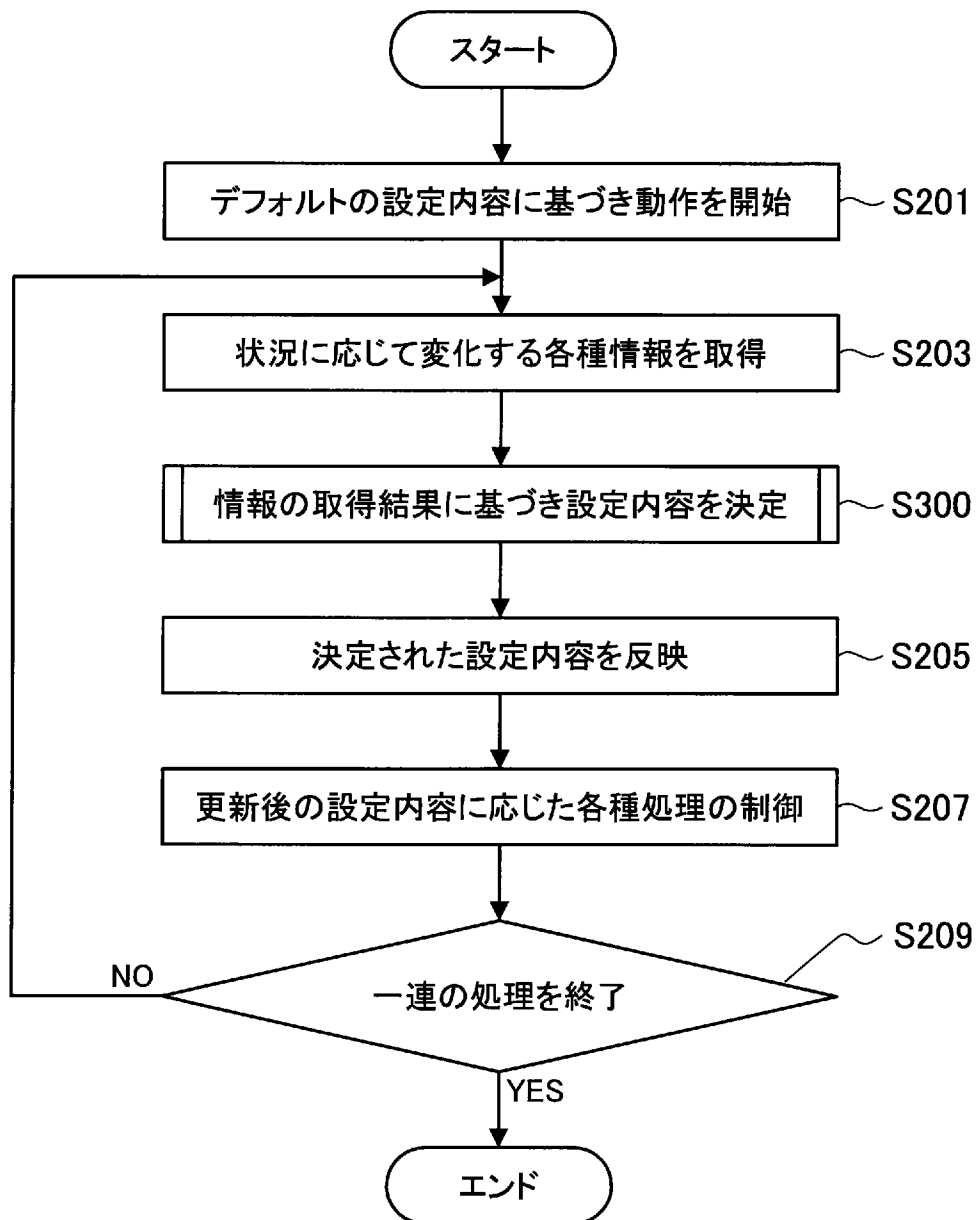 スタート
デフォルトの設定内容に基づき動作を開始
S201
状況に応じて変化する各種情報を取得
S203
情報の取得結果に基づき設定内容を決定
S300
決定された設定内容を反映
S205
更新後の設定内容に応じた各種処理の制御
S207
S209
NO
一連の処理を終了
YES
エンド